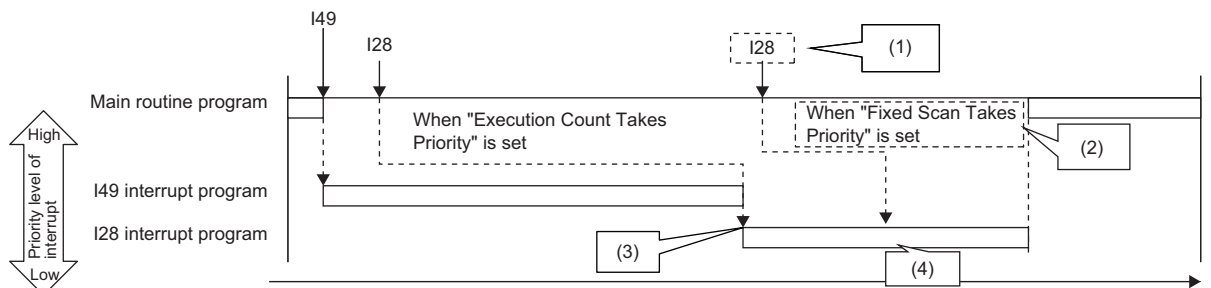 I49
I28
I28
(1)
Main routine program
When "Execution Count Takes
Priority" is set
When "Fixed Scan Takes
Priority" is set
(2)
High
Priority level of
interrupt
Low
I49 interrupt program
I28 interrupt program
(3)
(4)